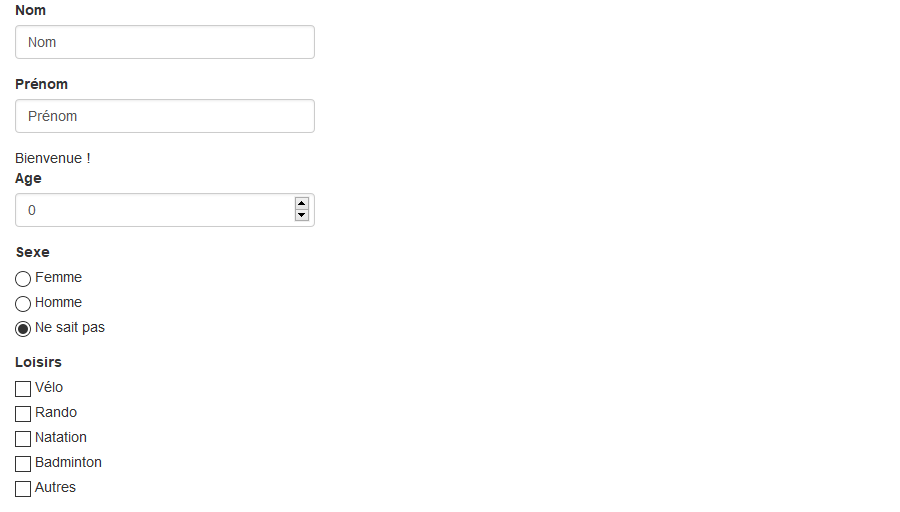 Nom
Nom
Prénom
Prénom
Bienvenue !
Age
0
Sexe
Femme
Homme
Ne sait pas
Loisirs
Vélo
Rando
Natation
Badminton
Autres